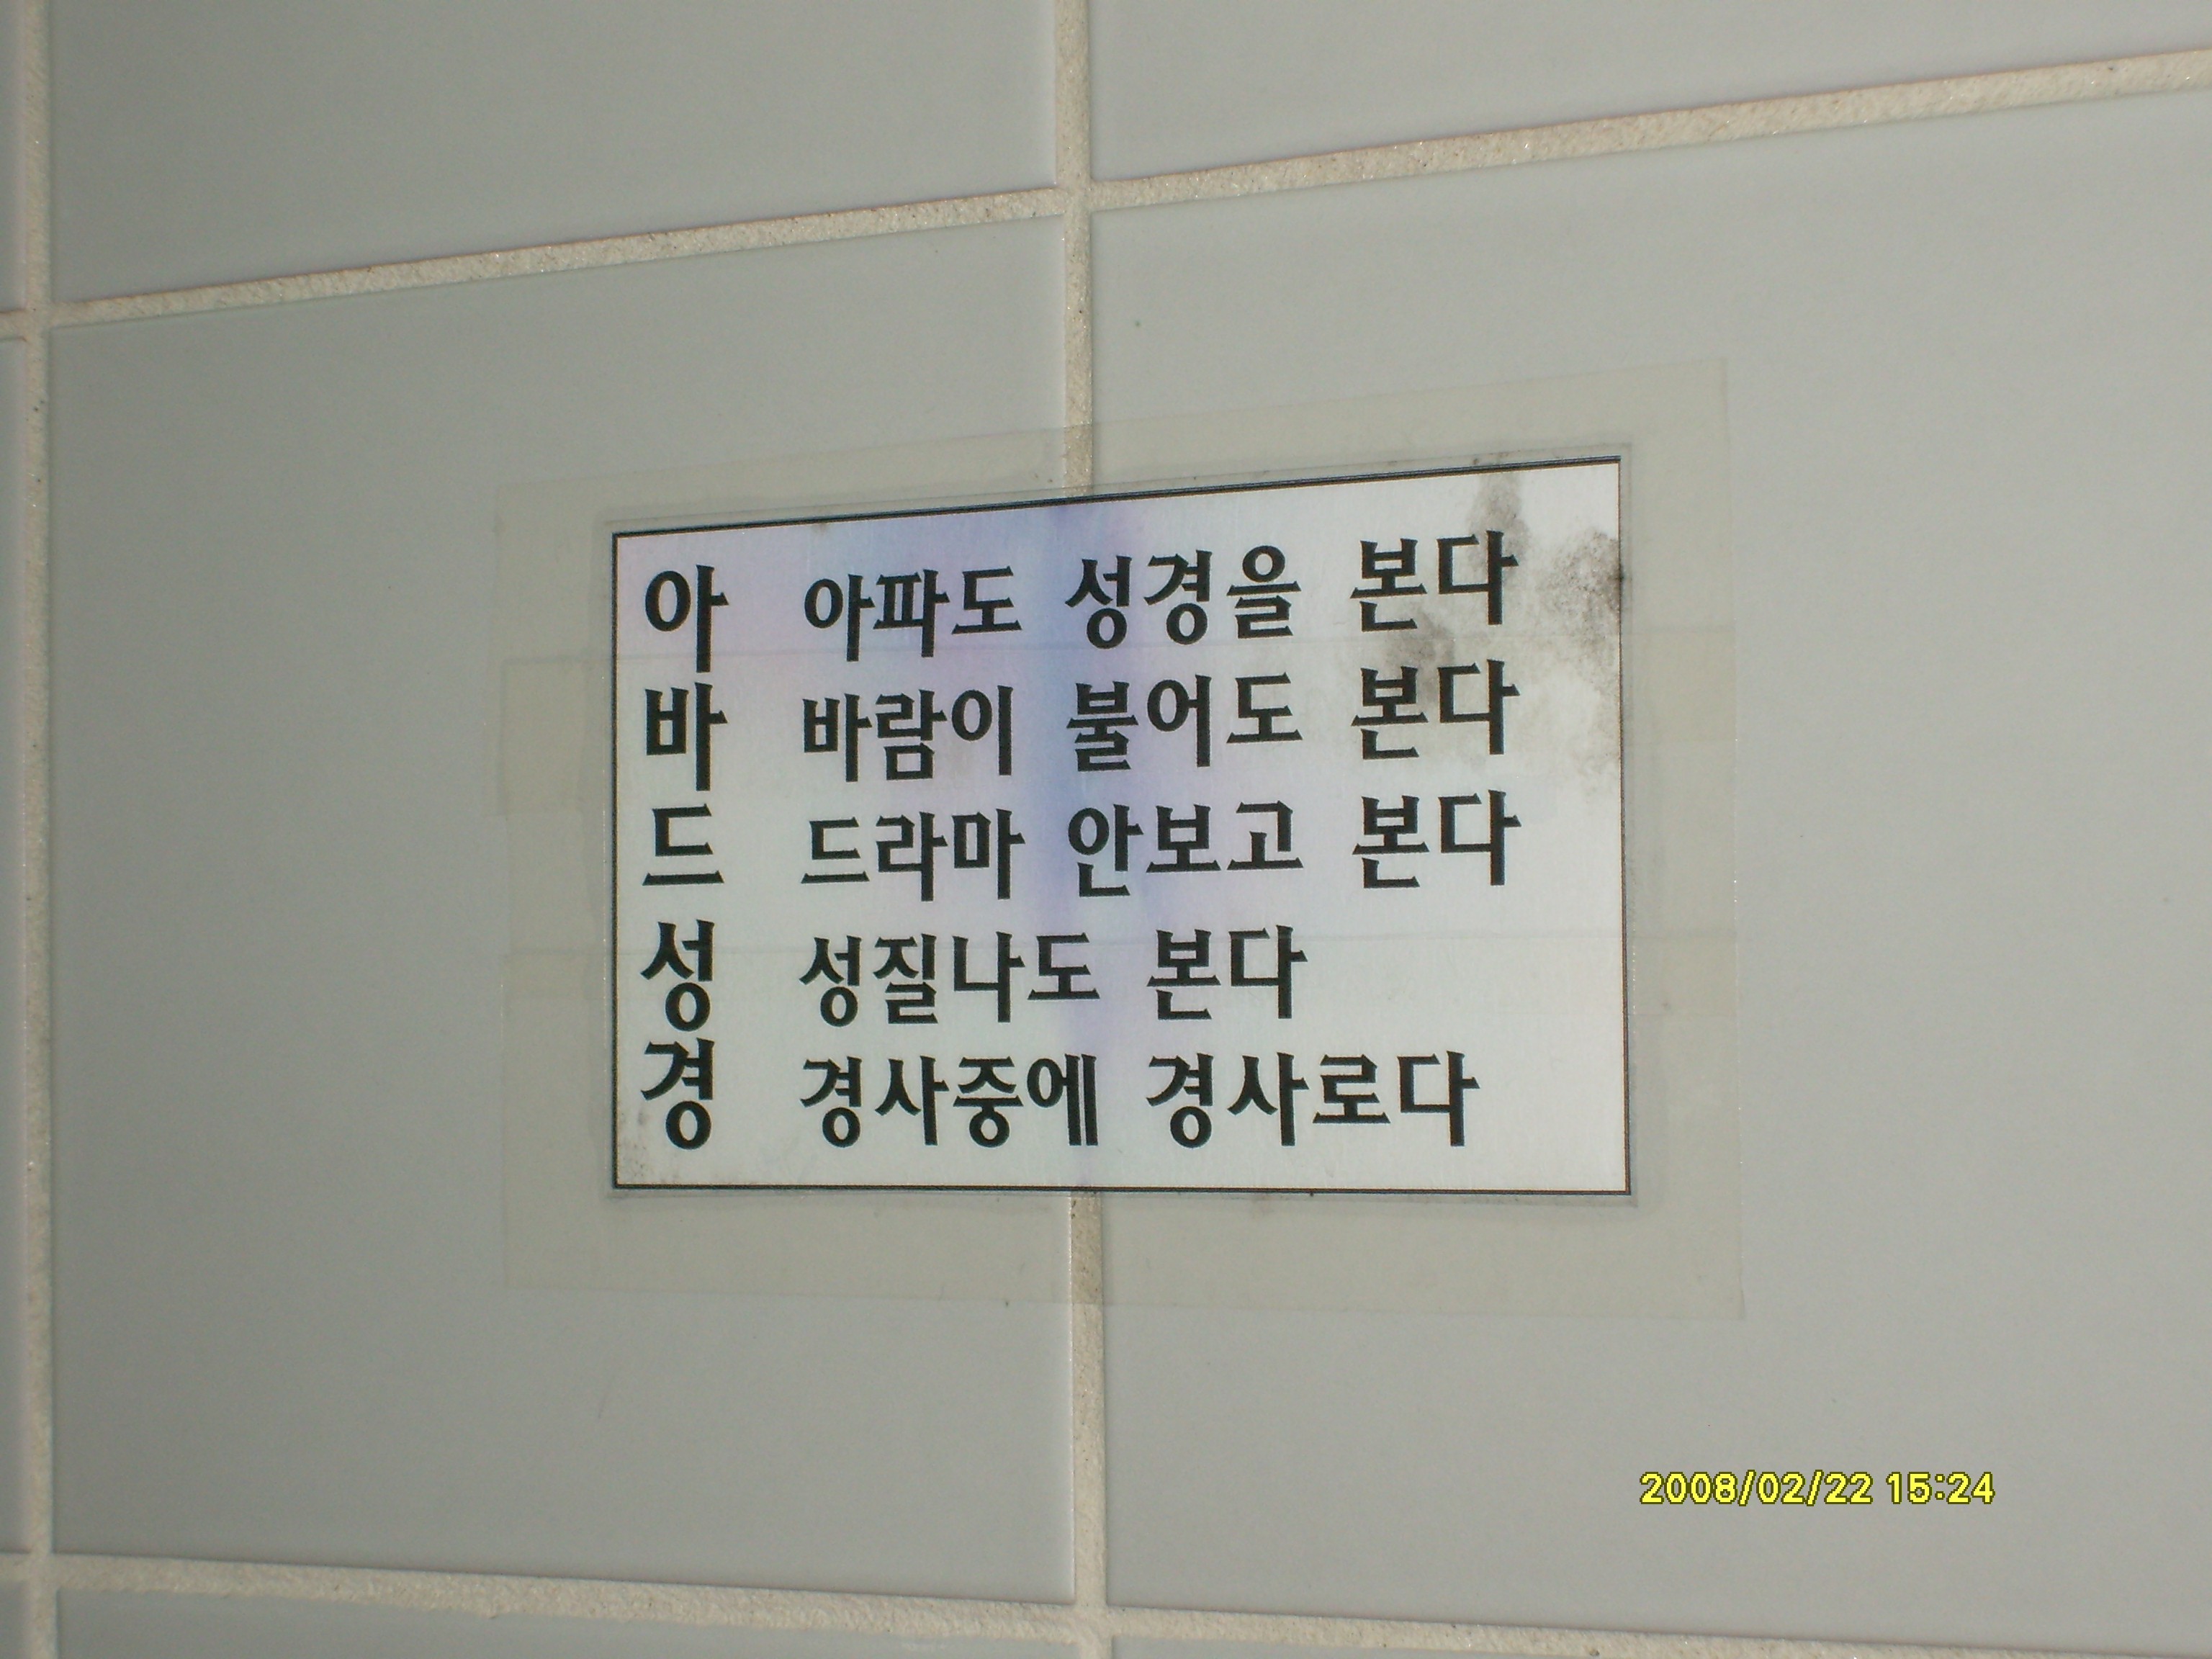 아 아파도 성경을 본다
바 바람이 불어도 본다
드 드라마 안보고 본다
성 성질나도 본다
경 경사중에 경사로다
2008/02/22 15:24